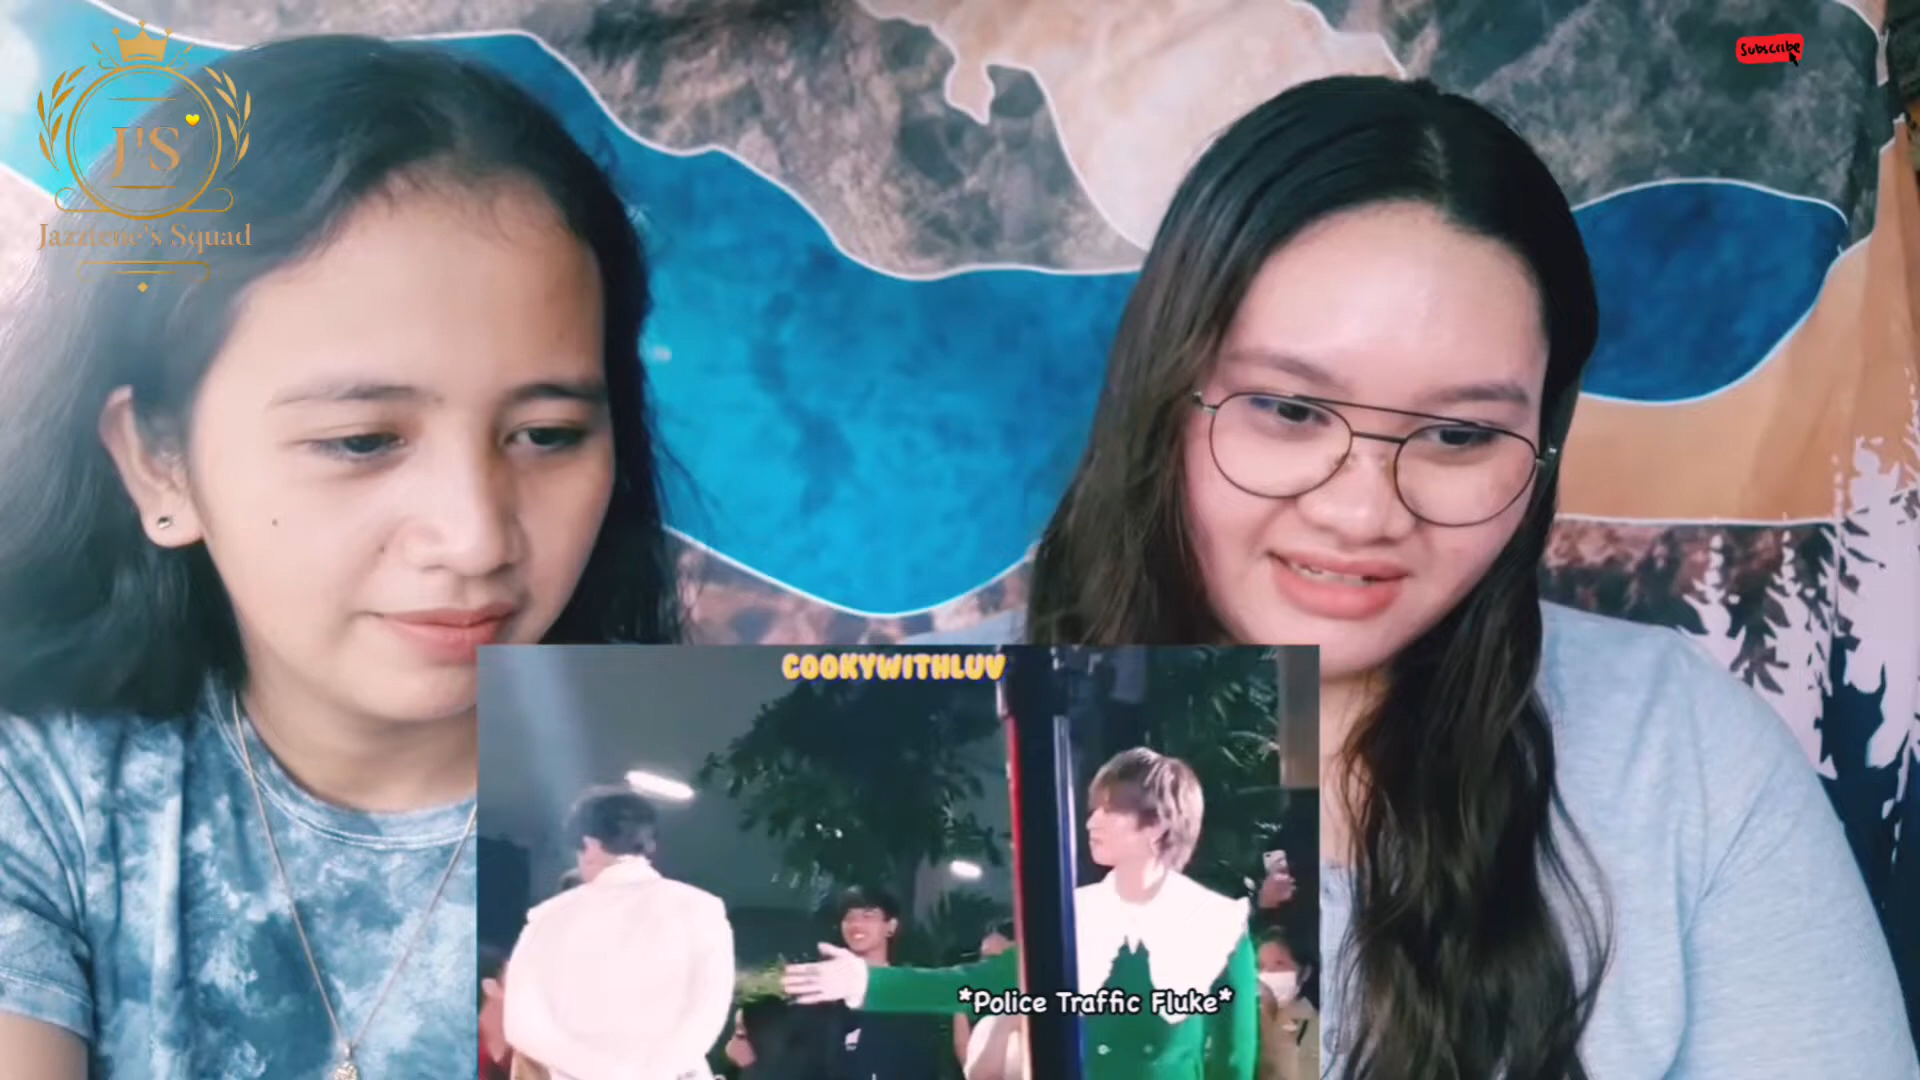 J'S
Jazzlene's Squad
Subscribe
COOKYWITHLUV
*Police Traffic Fluke*